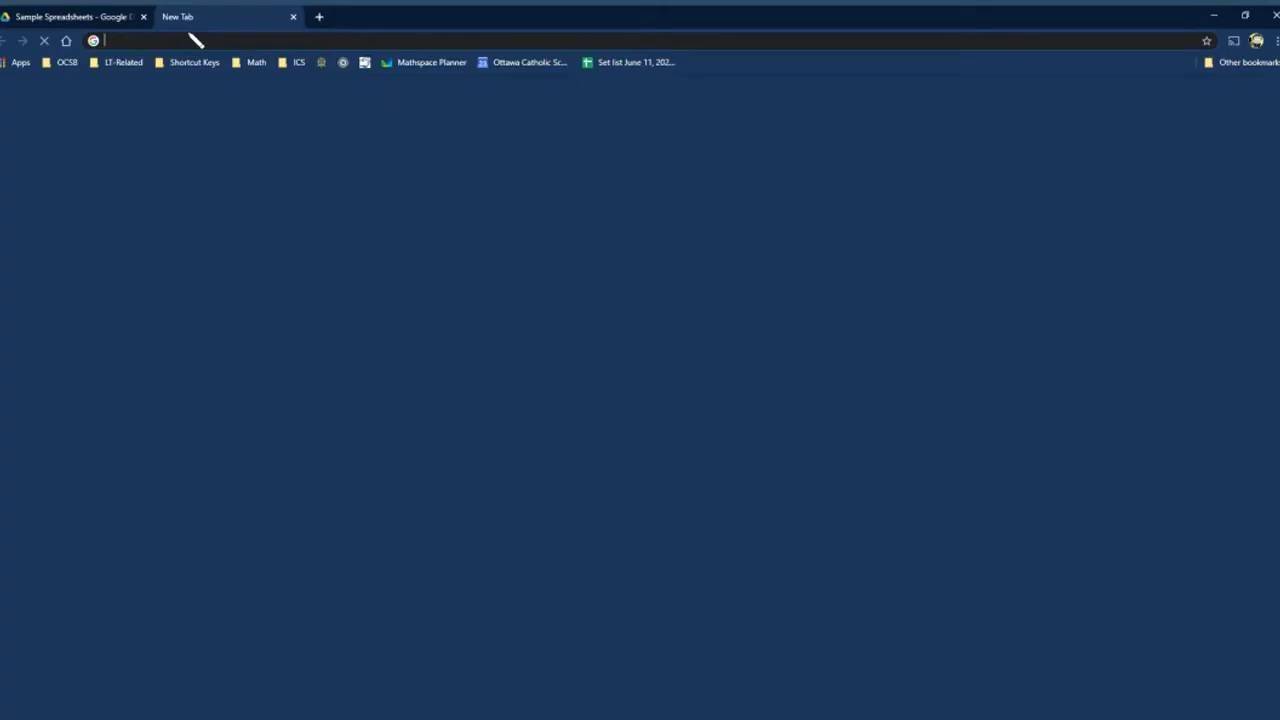 Sample Spreadsheets - Google D
New Tab
Apps
OCSB
LT-Related
Shortcut Keys
Math
ICS
Mathspace Planner
Ottawa Catholic Sc...
Set list June 11, 202...
Other bookmark